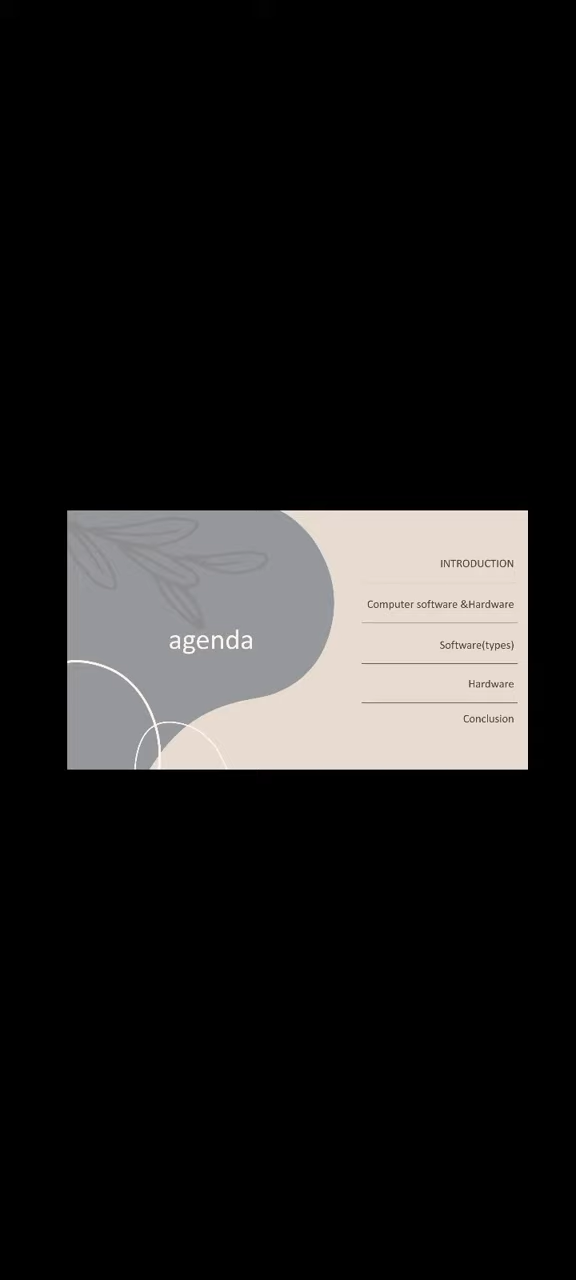 agenda
INTRODUCTION
Computer software &Hardware
Software(types)
Hardware
Conclusion